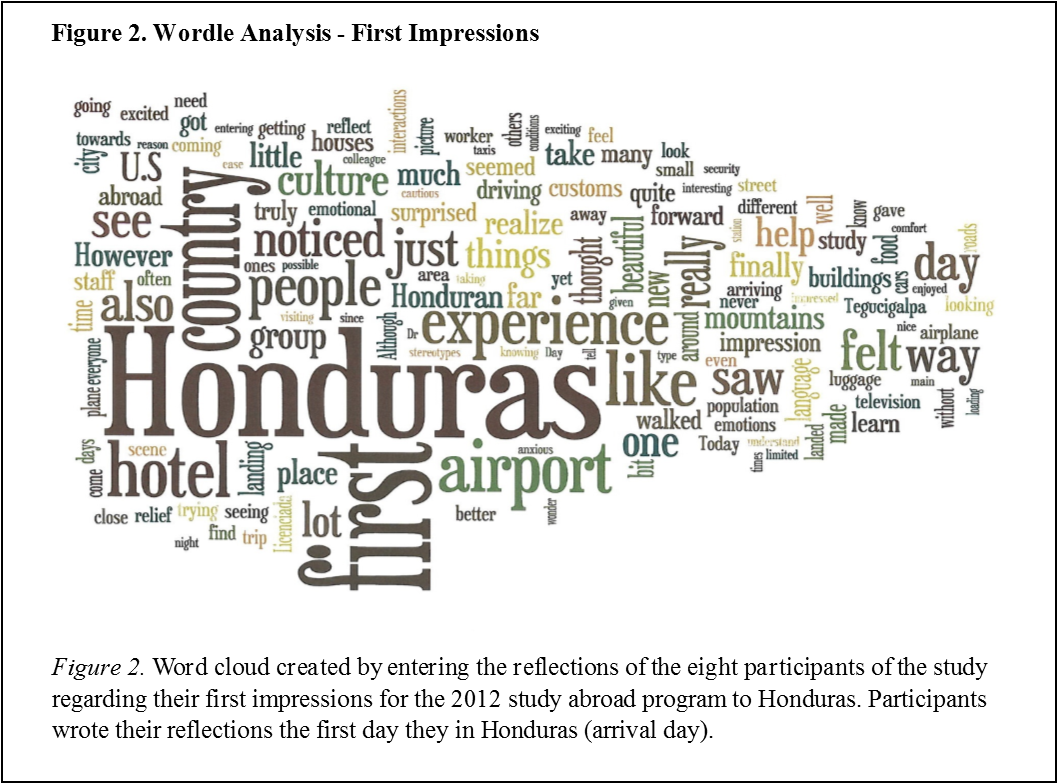 Figure 2. Wordle Analysis - First Impressions
going excited need
got entering getting reflect
towards reason coming houses
city U.S case little colleague
interactions picture worker taxis others conditions exciting feel
take many look small security
abroad culture much cautious seemed driving customs quite interesting street
see country truly emotional surprised realize away forward different well know gave comfort
However noticed just things thought beautiful station help study food roads
staff often ones possible people area taking yet new really finally buildings cars enjoyed day
time also visiting since Honduran far given around arriving never impressed Tegucigalpa looking
group Although Dr experience mountains nice airplane
plane everyone stereotypes knowing Day tell type impression felt way
Honduras like even saw language luggage main without loading
walked population made television
scene anxious one emotions landed learn
come days hotel landing place airport bit Today understand times limited
close relief trying seeing Licenciada lot first better wonder
night find trip
Figure 2. Word cloud created by entering the reflections of the eight participants of the study
regarding their first impressions for the 2012 study abroad program to Honduras. Participants
wrote their reflections the first day they in Honduras (arrival day).